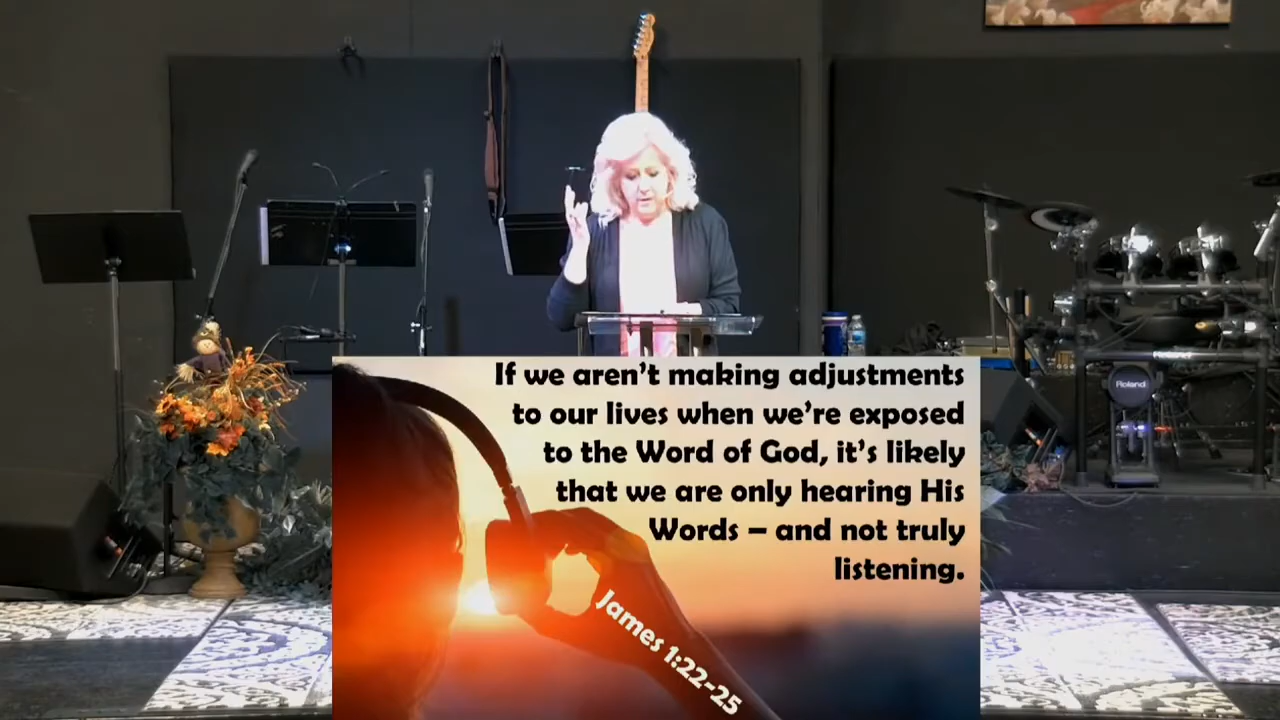 If we aren't making adjustments
to our lives when we're exposed
to the Word of God, it's likely
that we are only hearing His
Words – and not truly
listening.
James 1:22-25
Roland